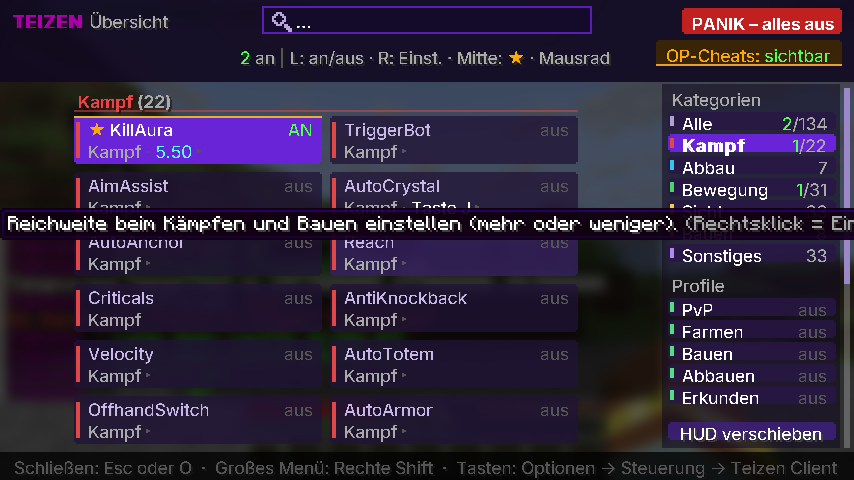 TEIZEN Übersicht
...
PANIK – alles aus
2 an | L: an/aus · R: Einst. · Mitte: ★ · Mausrad
OP-Cheats: sichtbar
Kampf (22)
★ KillAura AN
Kampf · 5.50
TriggerBot aus
Kampf
AimAssist aus
AutoCrystal aus
Kampf · Taste
Reichweite beim Kämpfen und Bauen einstellen (mehr oder weniger). (Rechtsklick =
AutoAnchor aus
Kampf
Reach aus
Kampf
Criticals aus
Kampf
AntiKnockback aus
Kampf
Velocity aus
Kampf
AutoTotem aus
Kampf
OffhandSwitch aus
Kampf
AutoArmor aus
Kampf
Kategorien
Alle 2/134
Kampf 1/22
Abbau 7
Bewegung 1/31
Sonstiges 33
Profile
PvP aus
Farmen aus
Bauen aus
Abbauen aus
Erkunden aus
HUD verschieben
Schließen: Esc oder O · Großes Menü: Rechte Shift · Tasten: Optionen → Steuerung → Teizen Client